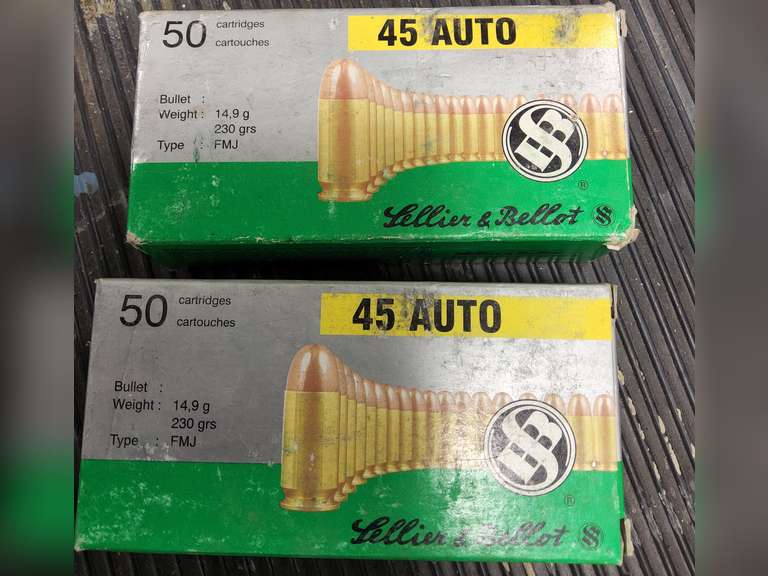 50 cartridges
cartouches
45 AUTO
Bullet :
Weight : 14,9 g
230 grs
Type : FMJ
SB
®
Sellier & Bellot S
50 cartridges
cartouches
45 AUTO
Bullet :
Weight : 14,9 g
230 grs
Type : FMJ
SB
®
Sellier & Bellot S